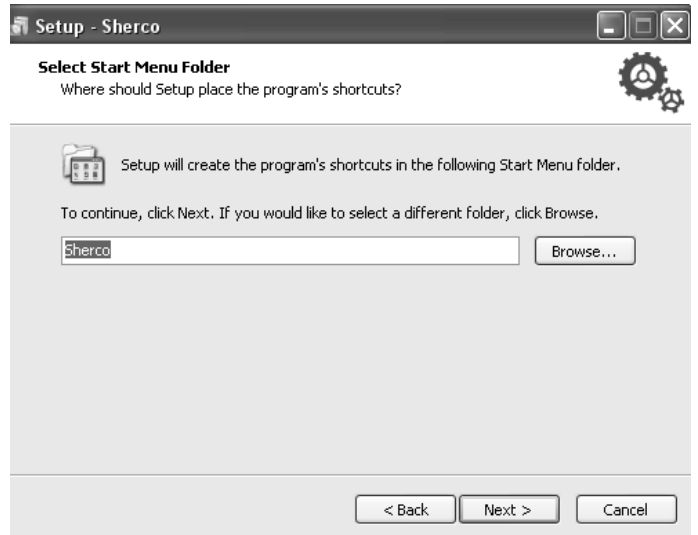 Setup - Sherco
Select Start Menu Folder
Where should Setup place the program's shortcuts?
Setup will create the program's shortcuts in the following Start Menu folder.
To continue, click Next. If you would like to select a different folder, click Browse.
Sherco
Browse...
< Back
Next >
Cancel